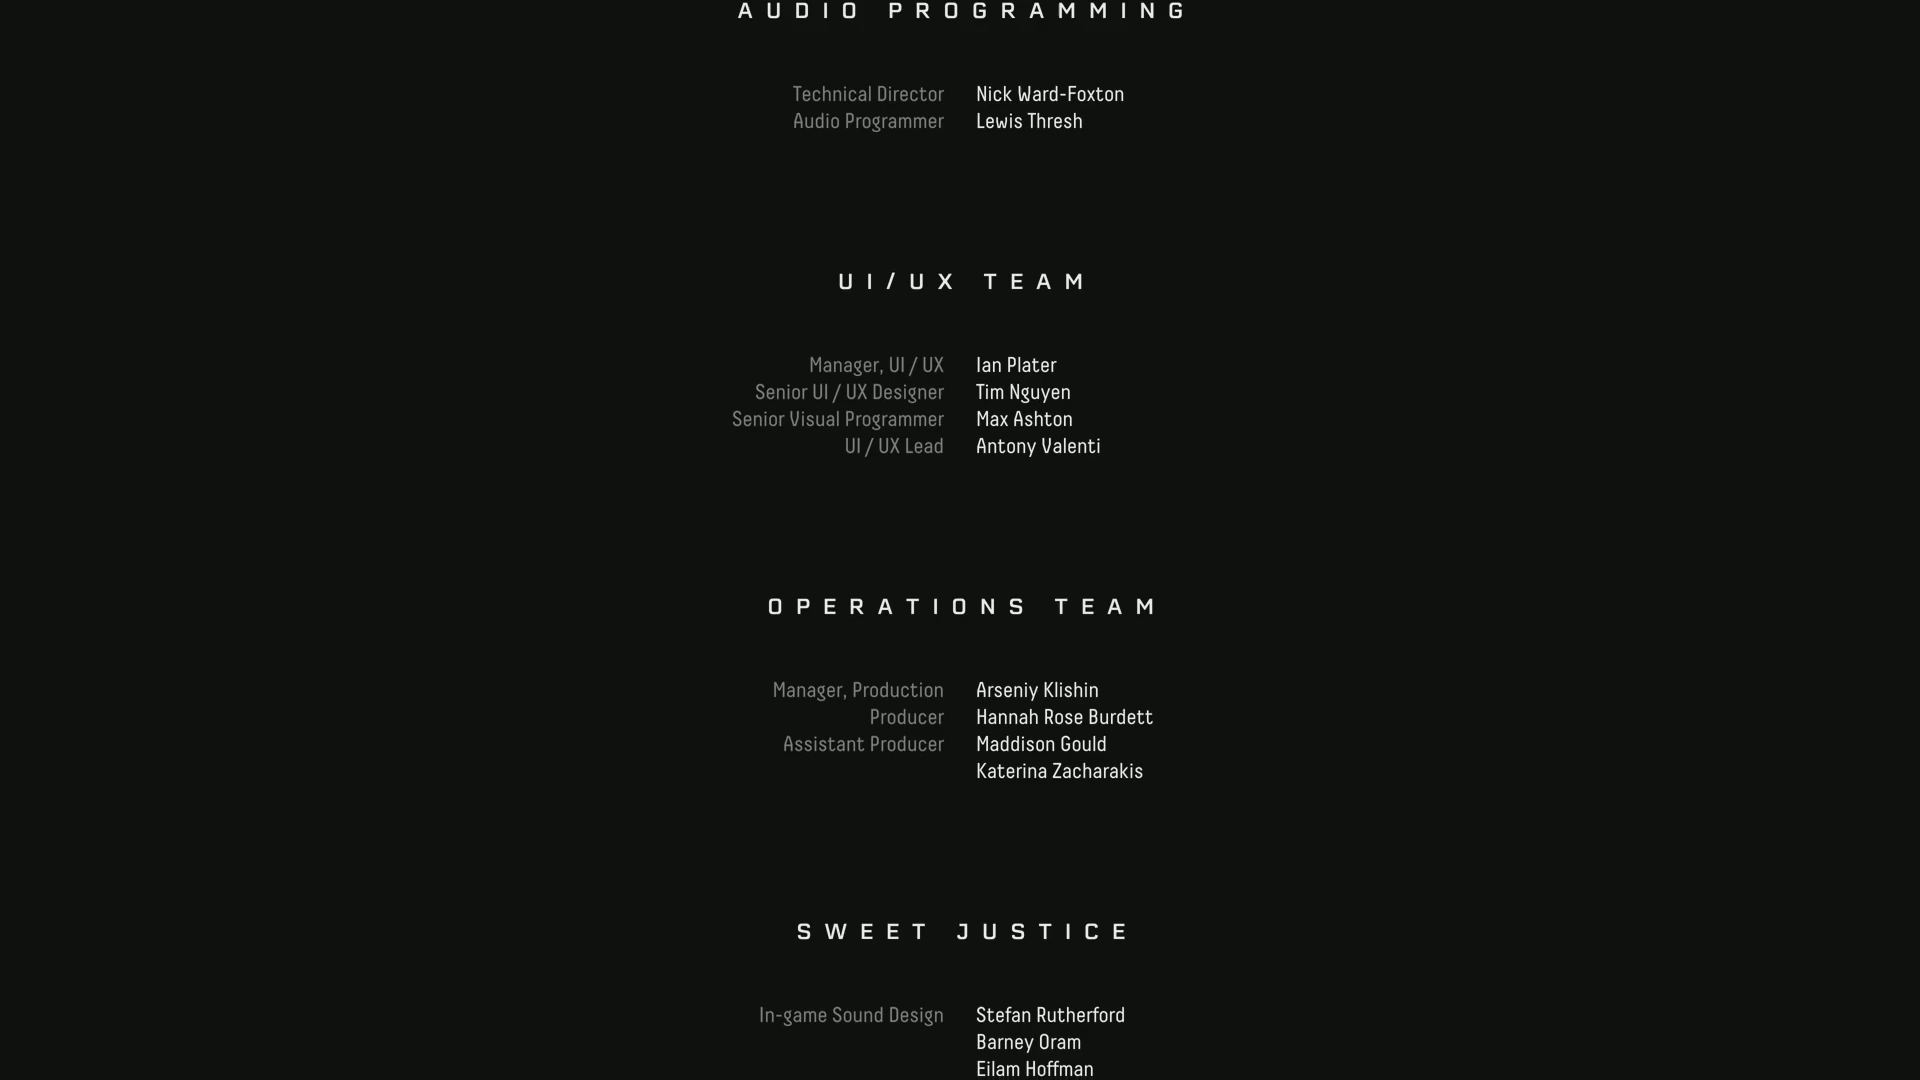 AUDIO PROGRAMMING
Technical Director Nick Ward-Foxton
Audio Programmer Lewis Thresh
UI/UX TEAM
Manager, UI / UX Ian Plater
Senior UI / UX Designer Tim Nguyen
Senior Visual Programmer Max Ashton
UI / UX Lead Antony Valenti
OPERATIONS TEAM
Manager, Production Arseniy Klishin
Producer Hannah Rose Burdett
Assistant Producer Maddison Gould
Katerina Zacharakis
SWEET JUSTICE
In-game Sound Design Stefan Rutherford
Barney Oram
Eilam Hoffman